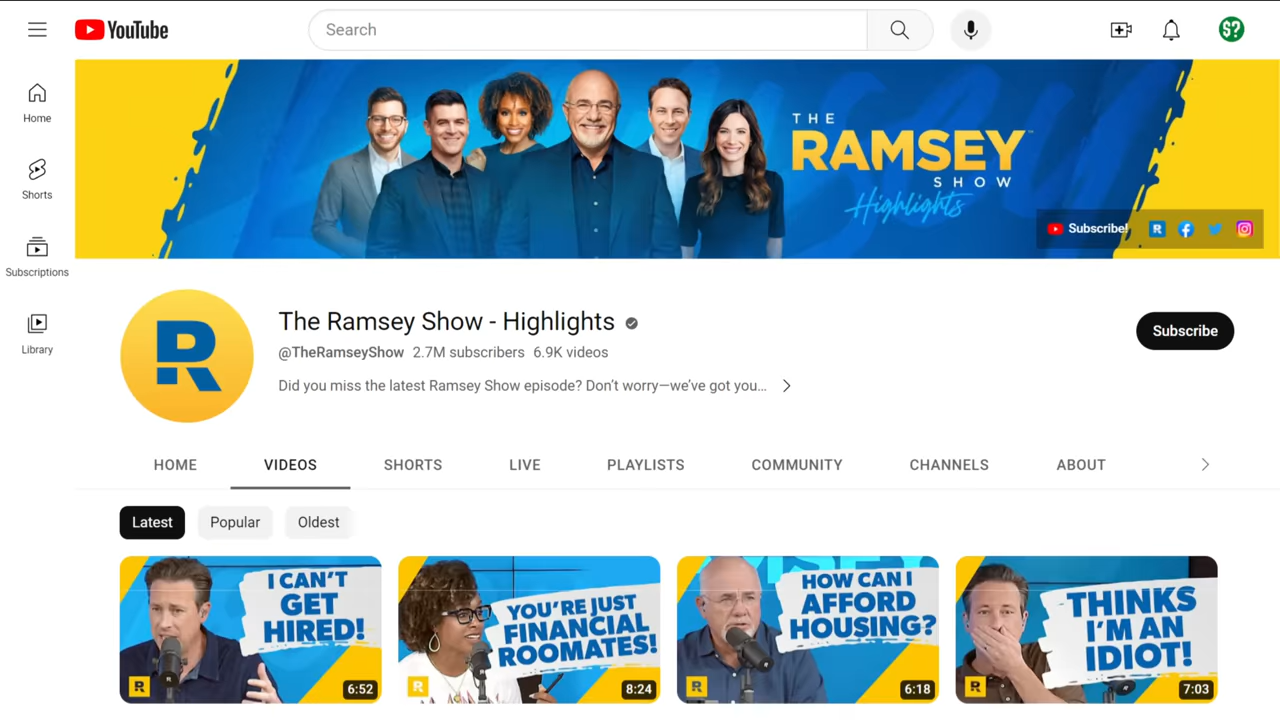 YouTube
Search
$?
Home
Shorts
Subscriptions
Library
THE
RAMSEY
SHOW
Highlights
Subscribe!
R
The Ramsey Show - Highlights
@TheRamseyShow 2.7M subscribers 6.9K videos
Did you miss the latest Ramsey Show episode? Don't worry—we've got you...
Subscribe
R
HOME VIDEOS SHORTS LIVE PLAYLISTS COMMUNITY CHANNELS ABOUT
Latest Popular Oldest
I CAN'T
GET
HIRED!
R
6:52
YOU'RE JUST
FINANCIAL
ROOMATES!
R
8:24
HOW CAN I
AFFORD
HOUSING?
R
6:18
THINKS
I'M AN
IDIOT!
R
7:03